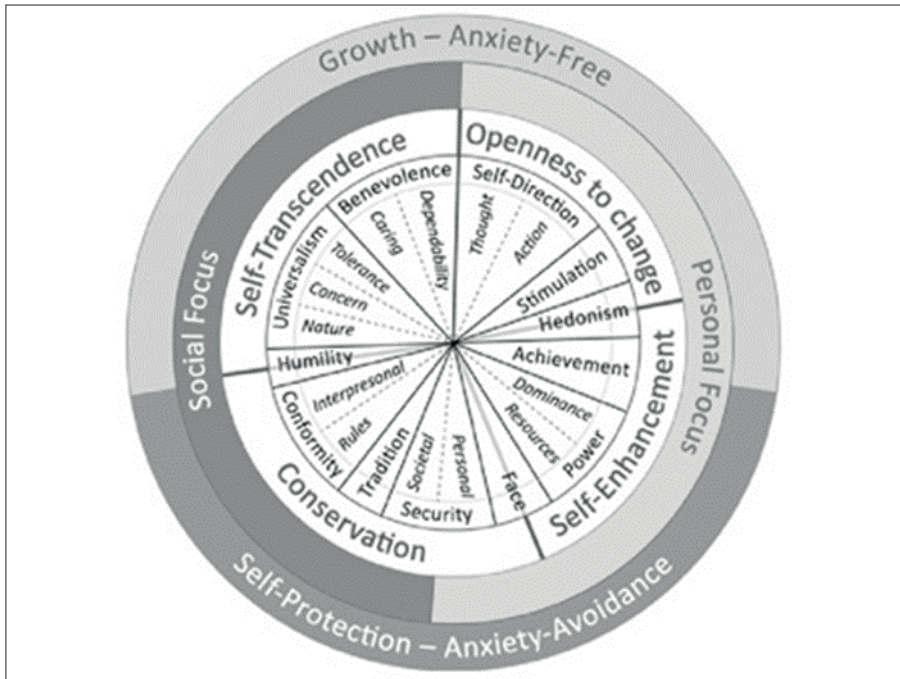 Growth – Anxiety-Free
Social Focus
Personal Focus
Self-Protection – Anxiety-Avoidance
Self-Transcendence
Openness to change
Self-Enhancement
Conservation
Benevolence
Caring
Dependability
Self-Direction
Thought
Action
Stimulation
Hedonism
Achievement
Dominance
Resources
Power
Face
Security
Personal
Societal
Tradition
Conformity
Rules
Interpresonal
Humility
Universalism
Nature
Concern
Tolerance